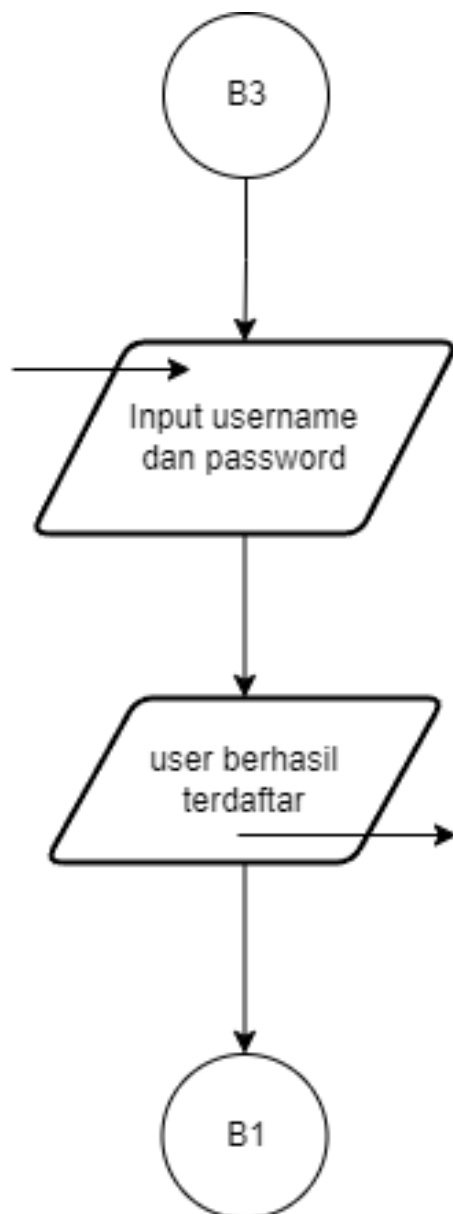 B3
Input username
dan password
user berhasil
terdaftar
B1